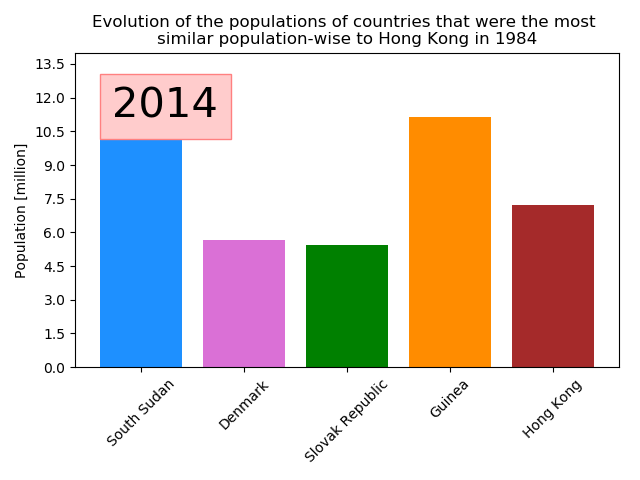 Evolution of the populations of countries that were the most
similar population-wise to Hong Kong in 1984
2014
Population [million]
13.5
12.0
10.5
9.0
7.5
6.0
4.5
3.0
1.5
0.0
South Sudan
Denmark
Slovak Republic
Guinea
Hong Kong